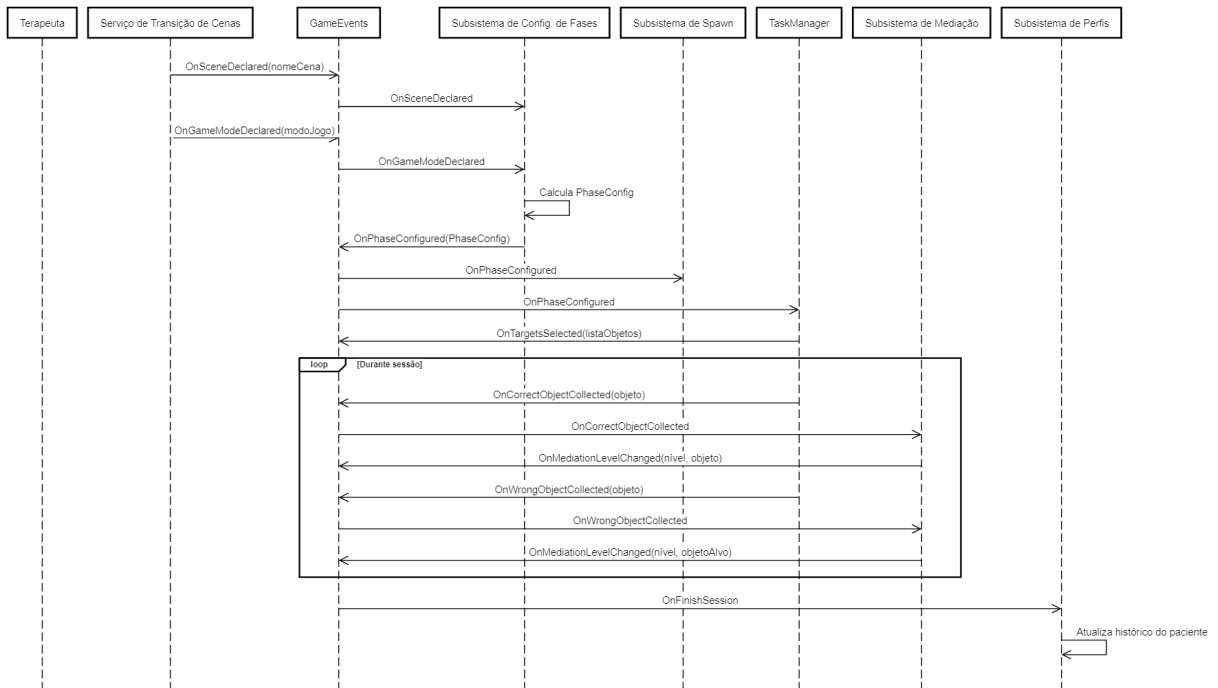 Terapeuta
Serviço de Transição de Cenas
GameEvents
Subsistema de Config. de Fases
Subsistema de Spawn
TaskManager
Subsistema de Mediação
Subsistema de Perfis
OnSceneDeclared(nomeCena)
OnSceneDeclared
OnGameModeDeclared(modoJogo)
OnGameModeDeclared
Calcula PhaseConfig
OnPhaseConfigured(PhaseConfig)
OnPhaseConfigured
OnPhaseConfigured
OnTargetsSelected(listaObjetos)
loop
[Durante sessão]
OnCorrectObjectCollected(objeto)
OnCorrectObjectCollected
OnMediationLevelChanged(nível, objeto)
OnWrongObjectCollected(objeto)
OnWrongObjectCollected
OnMediationLevelChanged(nível, objetoAlvo)
OnFinishSession
Atualiza histórico do paciente